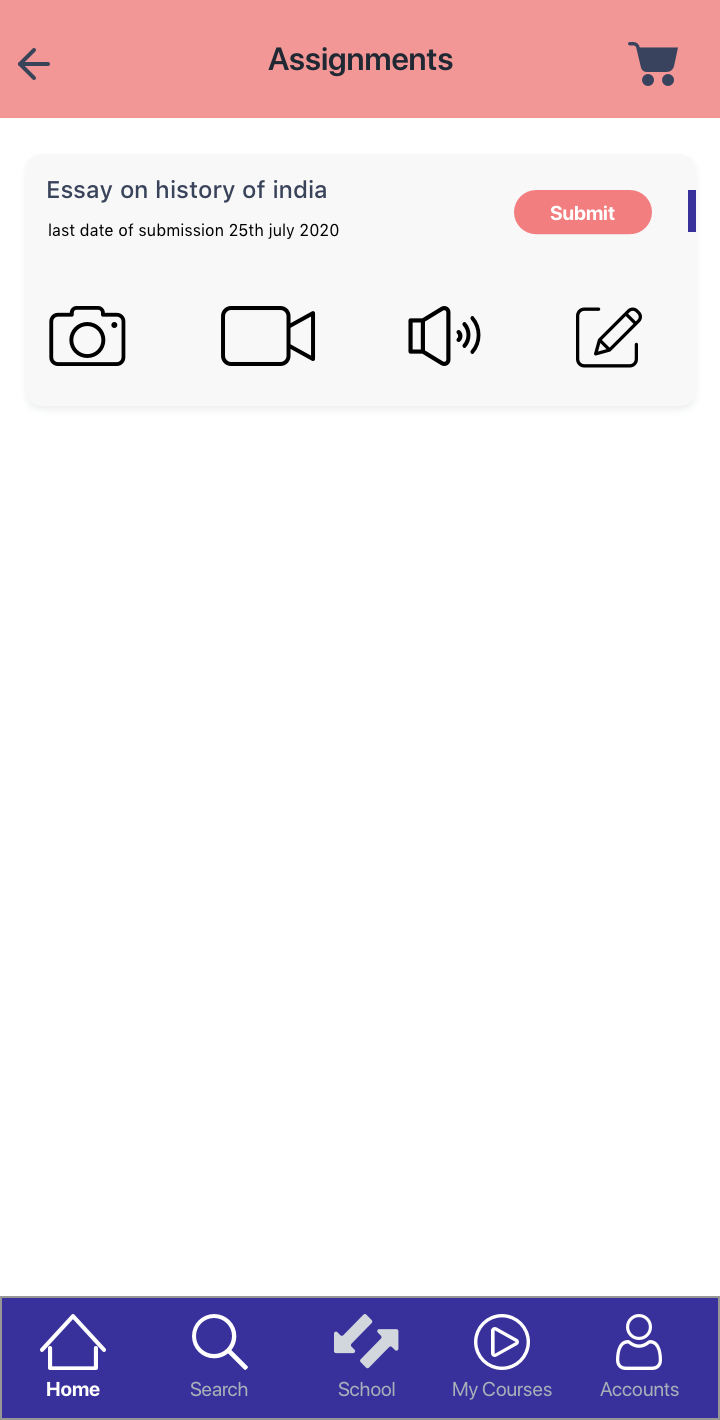 Assignments
Essay on history of india
Submit
last date of submission 25th july 2020
Home
Search
School
My Courses
Accounts